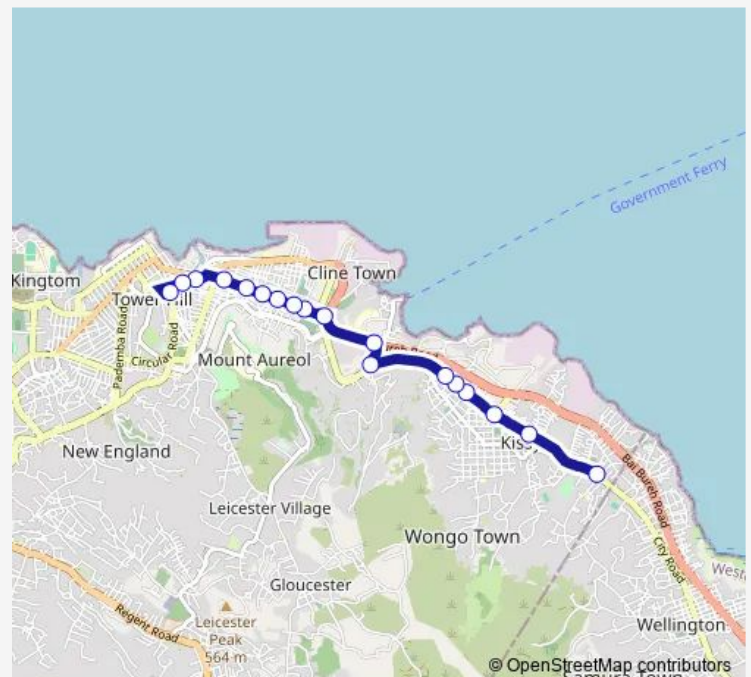 Government Ferry
Kingtom
Cline Town
Tower Hill
Pademba Road
Circular Road
Mount Aureol
New England
Leicester Village
Wongo Town
Gloucester
Bai Bureh Road
City Road
Wellington
Regent Road
Leicester
Peak
564 m
© OpenStreetMap contributors